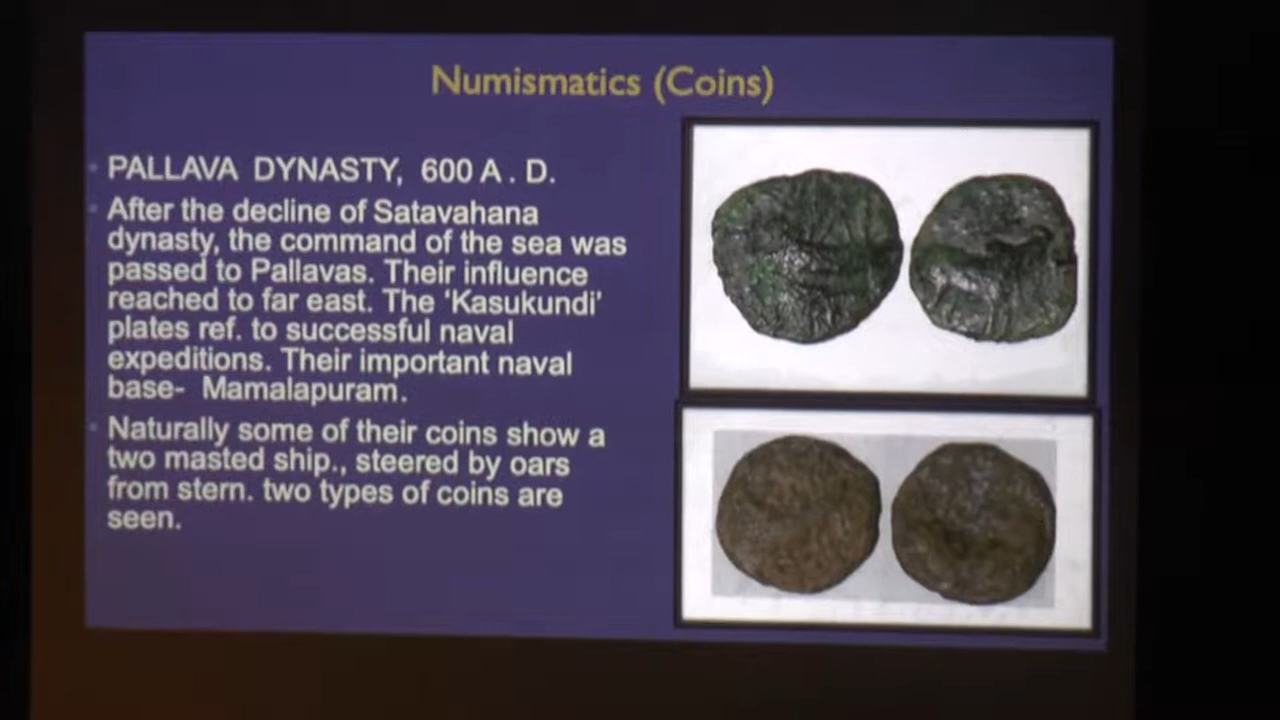 Numismatics (Coins)
PALLAVA DYNASTY, 600 A . D.
After the decline of Satavahana
dynasty, the command of the sea was
passed to Pallavas. Their influence
reached to far east. The ‘Kasukundi’
plates ref. to successful naval
expeditions. Their important naval
base- Mamalapuram.
Naturally some of their coins show a
two masted ship., steered by oars
from stern. two types of coins are
seen.